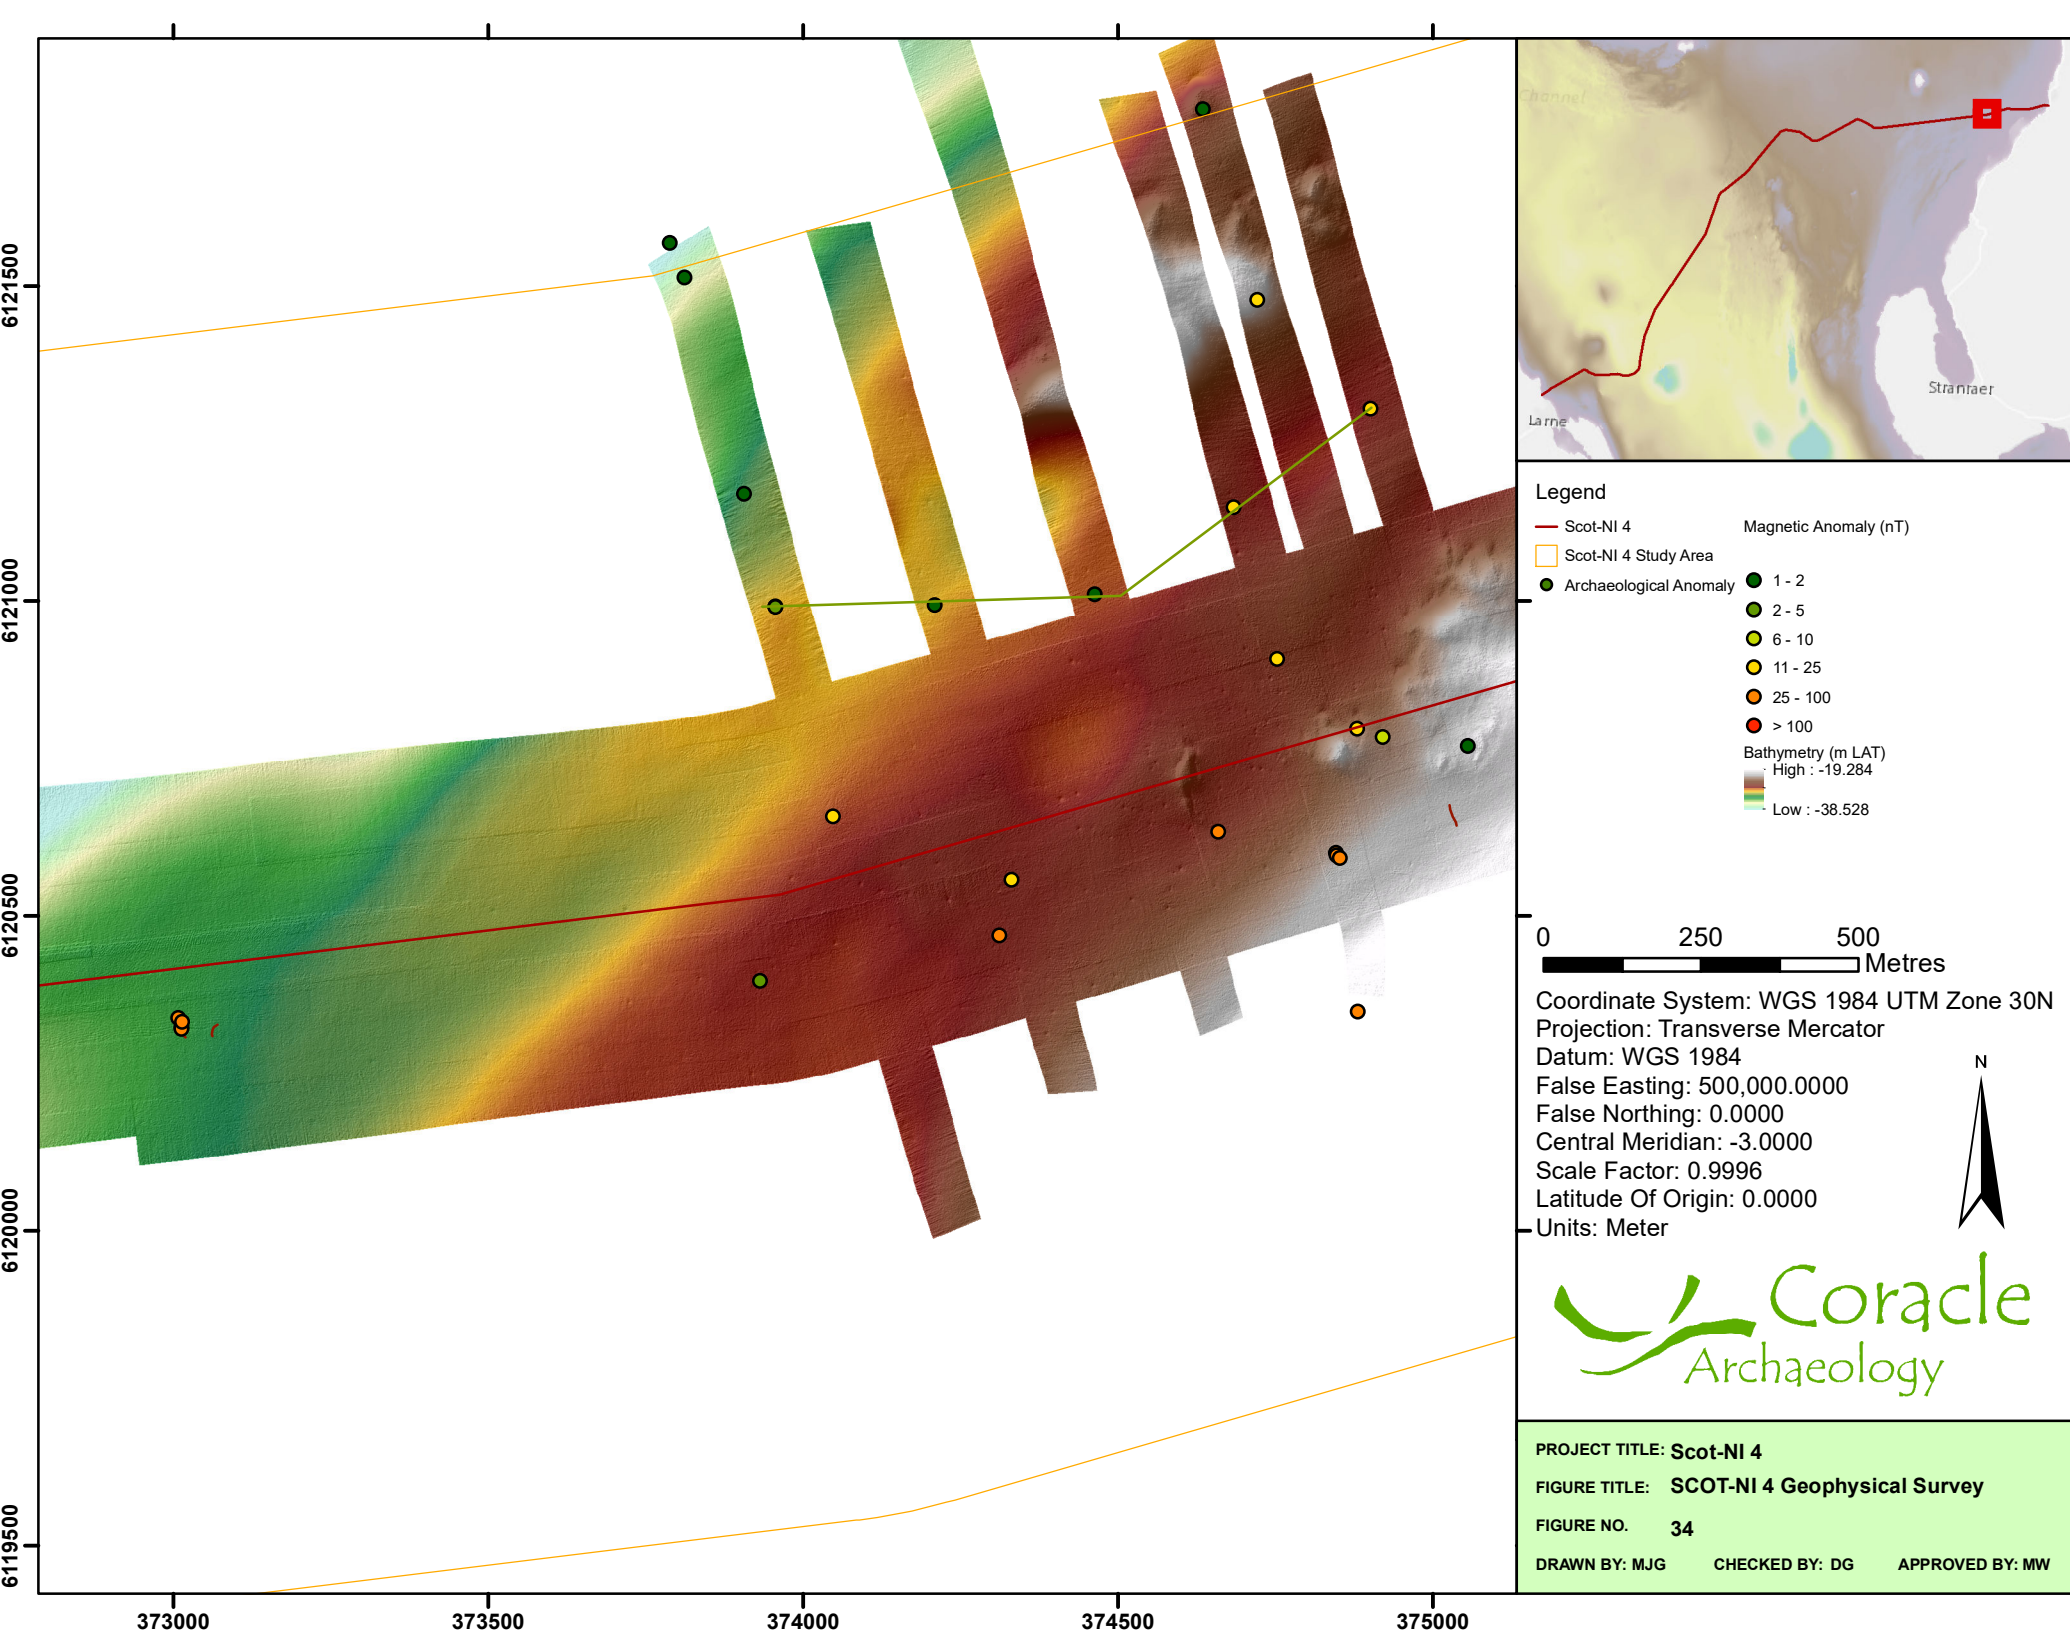 Channel
Larne
Stranraer
6121500
6121000
6120500
6120000
6119500
373000
373500
374000
374500
375000
Legend
Scot-NI 4
Scot-NI 4 Study Area
Archaeological Anomaly
Magnetic Anomaly (nT)
1 - 2
2 - 5
6 - 10
11 - 25
25 - 100
> 100
Bathymetry (m LAT)
High : -19.284
Low : -38.528
0 250 500
Metres
Coordinate System: WGS 1984 UTM Zone 30N
Projection: Transverse Mercator
Datum: WGS 1984
False Easting: 500,000.0000
False Northing: 0.0000
Central Meridian: -3.0000
Scale Factor: 0.9996
Latitude Of Origin: 0.0000
Units: Meter
N
Coracle
Archaeology
PROJECT TITLE: Scot-NI 4
FIGURE TITLE: SCOT-NI 4 Geophysical Survey
FIGURE NO. 34
DRAWN BY: MJG CHECKED BY: DG APPROVED BY: MW